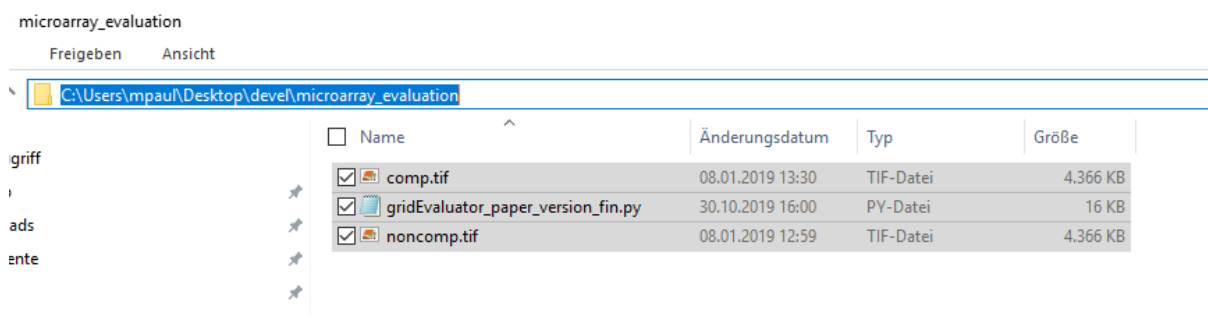 microarray_evaluation
Freigeben Ansicht
C:\Users\mpaul\Desktop\devel\microarray_evaluation
Name Änderungsdatum Typ Größe
griff
comp.tif 08.01.2019 13:30 TIF-Datei 4.366 KB
gridEvaluator_paper_version_fin.py 30.10.2019 16:00 PY-Datei 16 KB
ads
noncomp.tif 08.01.2019 12:59 TIF-Datei 4.366 KB
ente